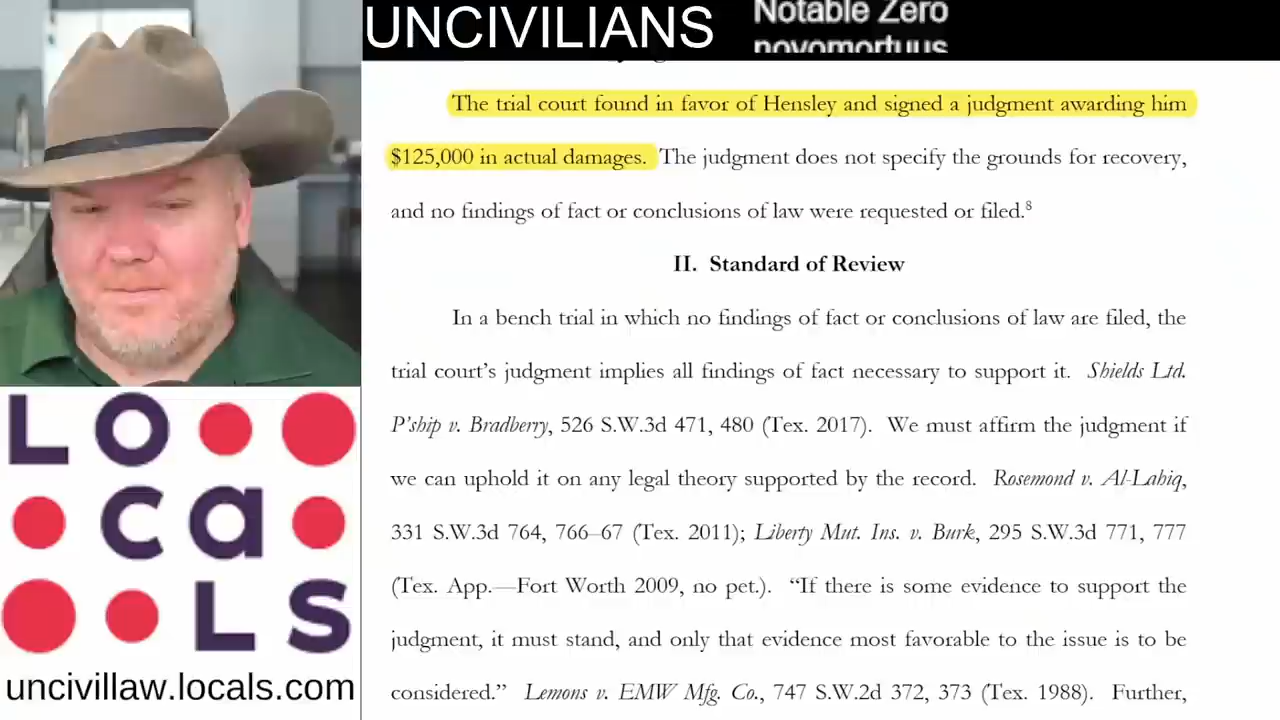 UNCIVILIANS
Notable Zero
novomortuus
The trial court found in favor of Hensley and signed a judgment awarding him
$125,000 in actual damages. The judgment does not specify the grounds for recovery,
and no findings of fact or conclusions of law were requested or filed.8
II. Standard of Review
In a bench trial in which no findings of fact or conclusions of law are filed, the
trial court’s judgment implies all findings of fact necessary to support it. Shields Ltd.
P’ship v. Bradberry, 526 S.W.3d 471, 480 (Tex. 2017). We must affirm the judgment if
we can uphold it on any legal theory supported by the record. Rosemond v. Al-Lahiq,
331 S.W.3d 764, 766–67 (Tex. 2011); Liberty Mut. Ins. v. Burk, 295 S.W.3d 771, 777
(Tex. App.—Fort Worth 2009, no pet.). “If there is some evidence to support the
judgment, it must stand, and only that evidence most favorable to the issue is to be
considered.” Lemons v. EMW Mfg. Co., 747 S.W.2d 372, 373 (Tex. 1988). Further,
LO
ca
LS
uncivillaw.locals.com